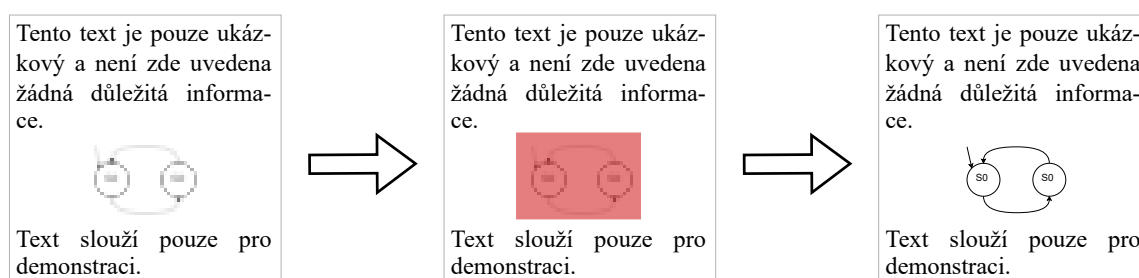 Tento text je pouze ukáz-
kový a není zde uvedena
žádná důležitá informa-
ce.
Text slouží pouze pro
demonstraci.
Tento text je pouze ukáz-
kový a není zde uvedena
žádná důležitá informa-
ce.
Text slouží pouze pro
demonstraci.
Tento text je pouze ukáz-
kový a není zde uvedena
žádná důležitá informa-
ce.
S0 S0
Text slouží pouze pro
demonstraci.